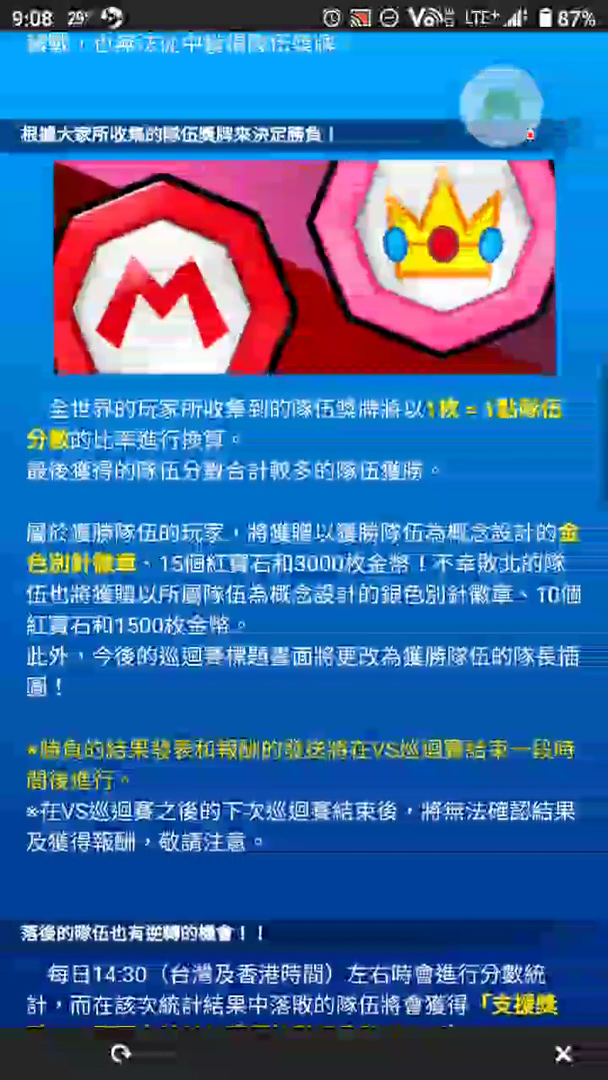 9:08 29° LTE+ 87%
根據大家所收集的隊伍獎牌來決定勝負！
M
全世界的玩家所收集到的隊伍獎牌將以1枚 = 1點隊伍
分數的比率進行換算。
最後獲得的隊伍分數合計較多的隊伍獲勝。
屬於獲勝隊伍的玩家，將獲贈以獲勝隊伍為概念設計的金
色別針徽章、15個紅寶石和3000枚金幣！不幸敗北的隊
伍也將獲贈以所屬隊伍為概念設計的銀色別針徽章、10個
紅寶石和1500枚金幣。
此外，今後的巡迴賽標題畫面將更改為獲勝隊伍的隊長插
圖！
※勝負的結果發表和報酬的發送將在VS巡迴賽結束一段時
間後進行。
※在VS巡迴賽之後的下次巡迴賽結束後，將無法確認結果
及獲得報酬，敬請注意。
落後的隊伍也有逆轉的機會！！
每日14:30（台灣及香港時間）左右時會進行分數統
計，而在該次統計結果中落敗的隊伍將會獲得「支援獎